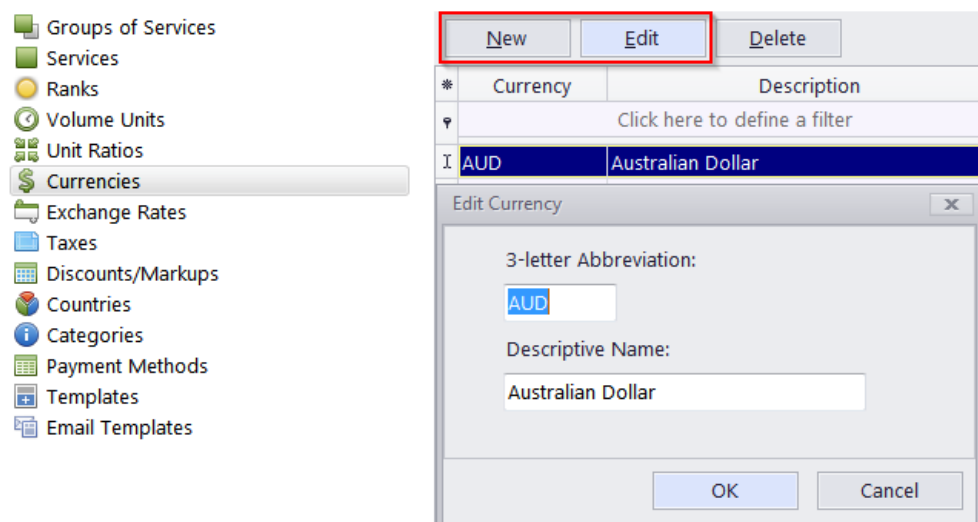 Groups of Services
Services
Ranks
Volume Units
Unit Ratios
Currencies
Exchange Rates
Taxes
Discounts/Markups
Countries
Categories
Payment Methods
Templates
Email Templates
New Edit Delete
Currency Description
Click here to define a filter
AUD Australian Dollar
Edit Currency
3-letter Abbreviation:
AUD
Descriptive Name:
Australian Dollar
OK Cancel